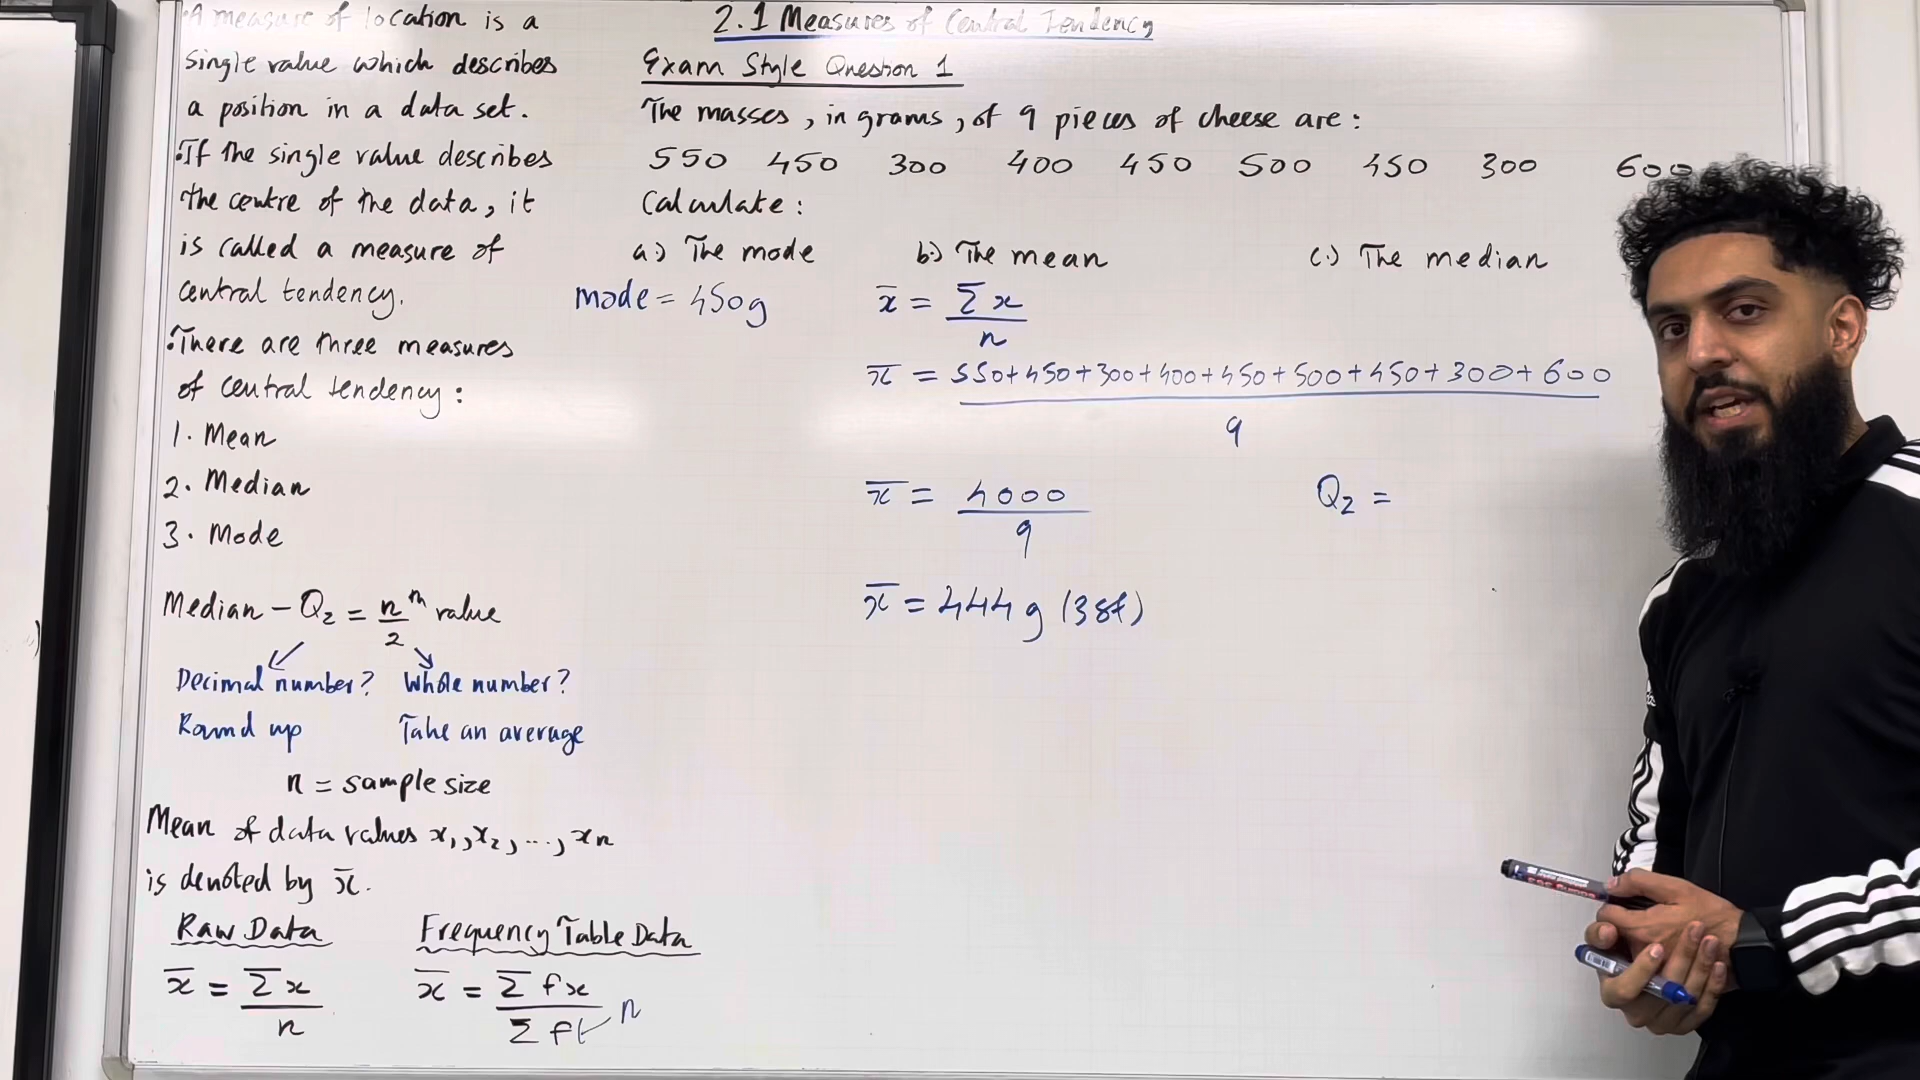 ·A measure of location is a
single value which describes
a position in a data set.
·If the single value describes
the centre of the data, it
is called a measure of
central tendency.
·There are three measures
of central tendency:
1. Mean
2. Median
3. Mode
Median – Q₂ = n/2 th value
Decimal number? Whole number?
Round up Take an average
n = sample size
Mean of data values x₁, x₂, ..., xₙ
is denoted by x̄.
Raw Data Frequency Table Data
x̄ = Σx/n x̄ = Σfx/Σf n
2.1 Measures of Central Tendency
Exam Style Question 1
The masses, in grams, of 9 pieces of cheese are:
550 450 300 400 450 500 450 300 600
Calculate:
a.) The mode b.) The mean c.) The median
mode = 450g x̄ = Σx/n
x̄ = 550+450+300+400+450+500+450+300+600
9
x̄ = 4000/9 Q₂ =
x̄ = 444g (3sf)